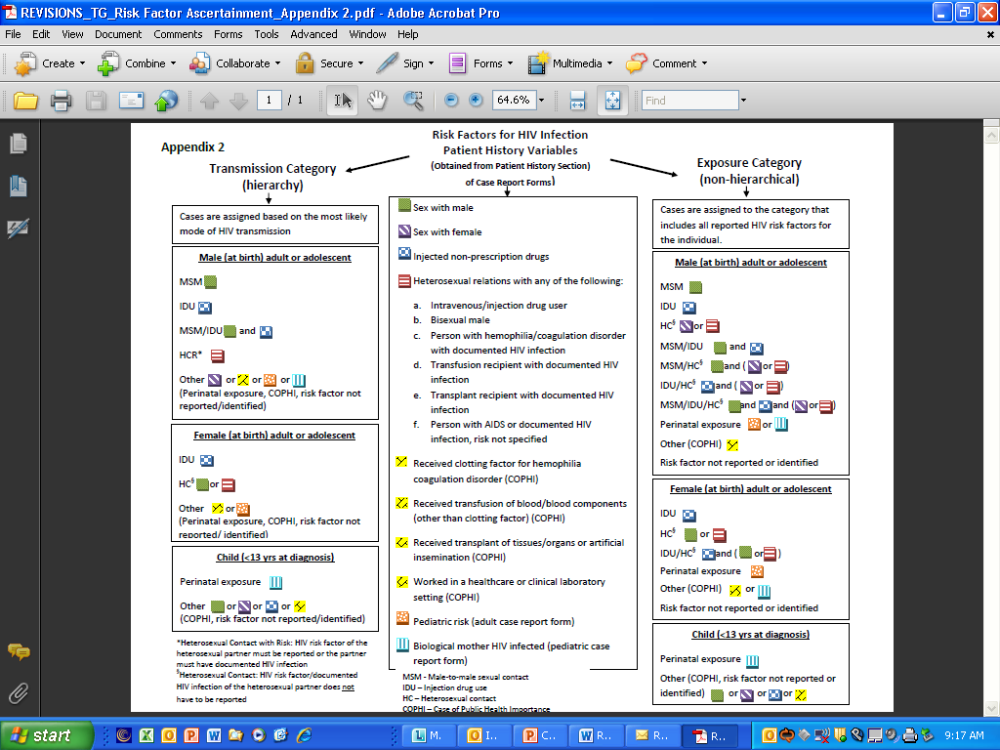 REVISIONS_TG_Risk Factor Ascertainment_Appendix 2.pdf - Adobe Acrobat Pro
File Edit View Document Comments Forms Tools Advanced Window Help
Create Combine Collaborate Secure Sign Forms Multimedia Comment
1 / 1 64.6% Find
Appendix 2
Risk Factors for HIV Infection
Patient History Variables
(Obtained from Patient History Section)
of Case Report Forms)
Transmission Category
(hierarchy)
Cases are assigned based on the most likely
mode of HIV transmission
Male (at birth) adult or adolescent
MSM
IDU
MSM/IDU and
HCR*
Other or or or
(Perinatal exposure, COPHI, risk factor not
reported/identified)
Female (at birth) adult or adolescent
IDU
HC§ or
Other or
(Perinatal exposure, COPHI, risk factor not
reported/ identified)
Child (<13 yrs at diagnosis)
Perinatal exposure
Other or or or
(COPHI, risk factor not reported/identified)
*Heterosexual Contact with Risk: HIV risk factor of the
heterosexual partner must be reported or the partner
must have documented HIV infection
§Heterosexual Contact: HIV risk factor/documented
HIV infection of the heterosexual partner does not
have to be reported
Sex with male
Sex with female
Injected non-prescription drugs
Heterosexual relations with any of the following:
a. Intravenous/injection drug user
b. Bisexual male
c. Person with hemophilia/coagulation disorder
with documented HIV infection
d. Transfusion recipient with documented HIV
infection
e. Transplant recipient with documented HIV
infection
f. Person with AIDS or documented HIV
infection, risk not specified
Received clotting factor for hemophilia
coagulation disorder (COPHI)
Received transfusion of blood/blood components
(other than clotting factor) (COPHI)
Received transplant of tissues/organs or artificial
insemination (COPHI)
Worked in a healthcare or clinical laboratory
setting (COPHI)
Pediatric risk (adult case report form)
Biological mother HIV infected (pediatric case
report form)
MSM - Male-to-male sexual contact
IDU – Injection drug use
HC – Heterosexual contact
COPHI – Case of Public Health Importance
Exposure Category
(non-hierarchical)
Cases are assigned to the category that
includes all reported HIV risk factors for
the individual.
Male (at birth) adult or adolescent
MSM
IDU
HC§ or
MSM/IDU and
MSM/HC§ and ( or )
IDU/HC§ and ( or )
MSM/IDU/HC§ and and ( or )
Perinatal exposure or
Other (COPHI)
Risk factor not reported or identified
Female (at birth) adult or adolescent
IDU
HC§ or
IDU/HC§ and ( or )
Perinatal exposure
Other (COPHI) or
Risk factor not reported or identified
Child (<13 yrs at diagnosis)
Perinatal exposure
Other (COPHI, risk factor not reported or
identified) or or or
start M... I... C... R... R... R... 9:17 AM